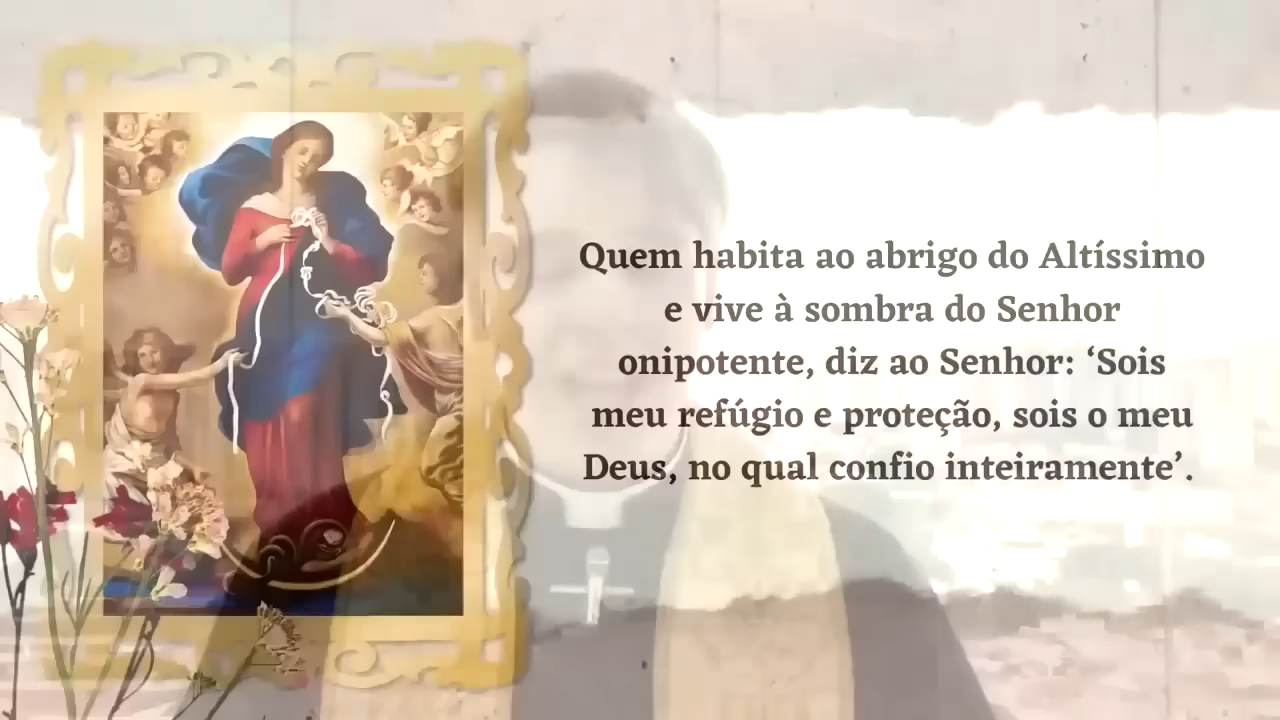 Quem habita ao abrigo do Altíssimo
e vive à sombra do Senhor
onipotente, diz ao Senhor: ‘Sois
meu refúgio e proteção, sois o meu
Deus, no qual confio inteiramente’.